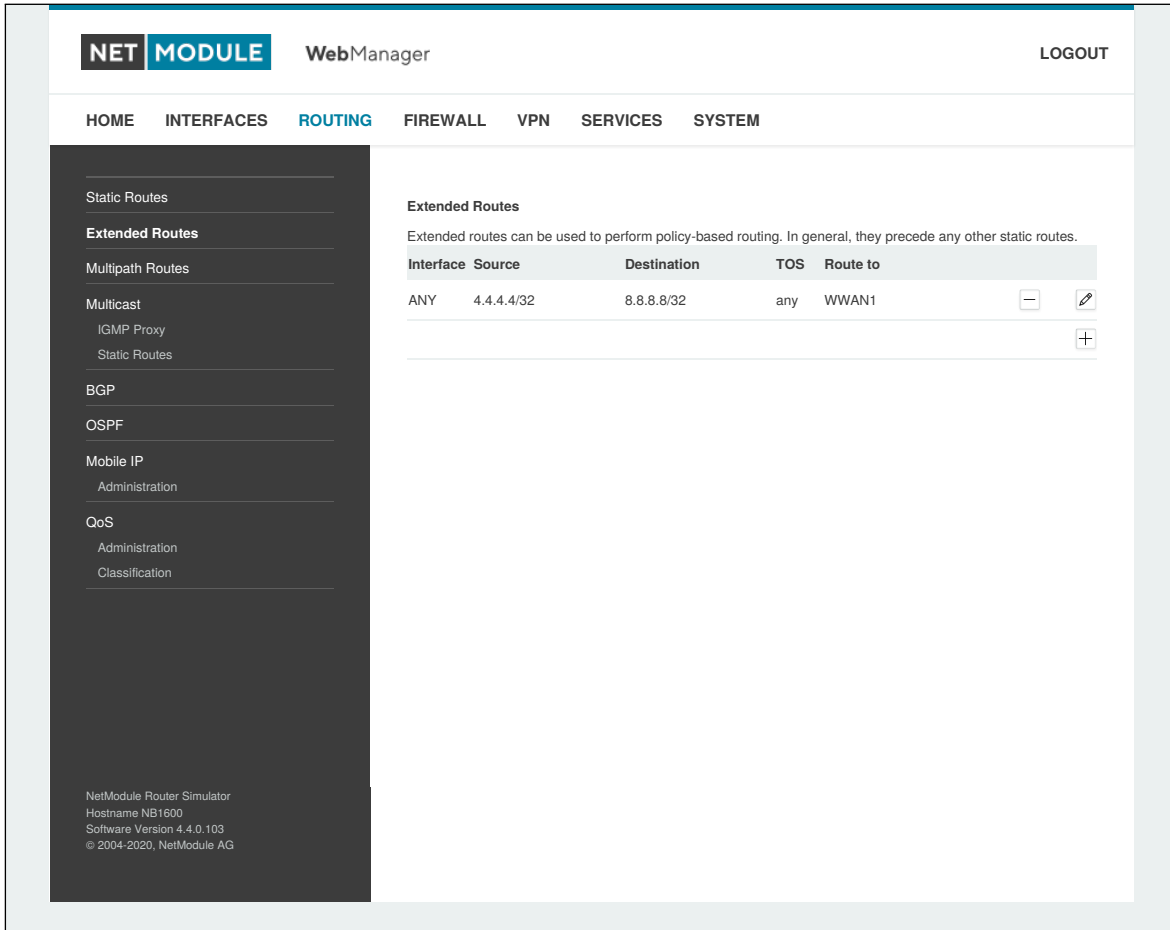 NET MODULE WebManager LOGOUT
HOME INTERFACES ROUTING FIREWALL VPN SERVICES SYSTEM
Static Routes
Extended Routes
Multipath Routes
Multicast
IGMP Proxy
Static Routes
BGP
OSPF
Mobile IP
Administration
QoS
Administration
Classification
NetModule Router Simulator
Hostname NB1600
Software Version 4.4.0.103
© 2004-2020, NetModule AG
Extended Routes
Extended routes can be used to perform policy-based routing. In general, they precede any other static routes.
Interface Source Destination TOS Route to
ANY 4.4.4.4/32 8.8.8.8/32 any WWAN1